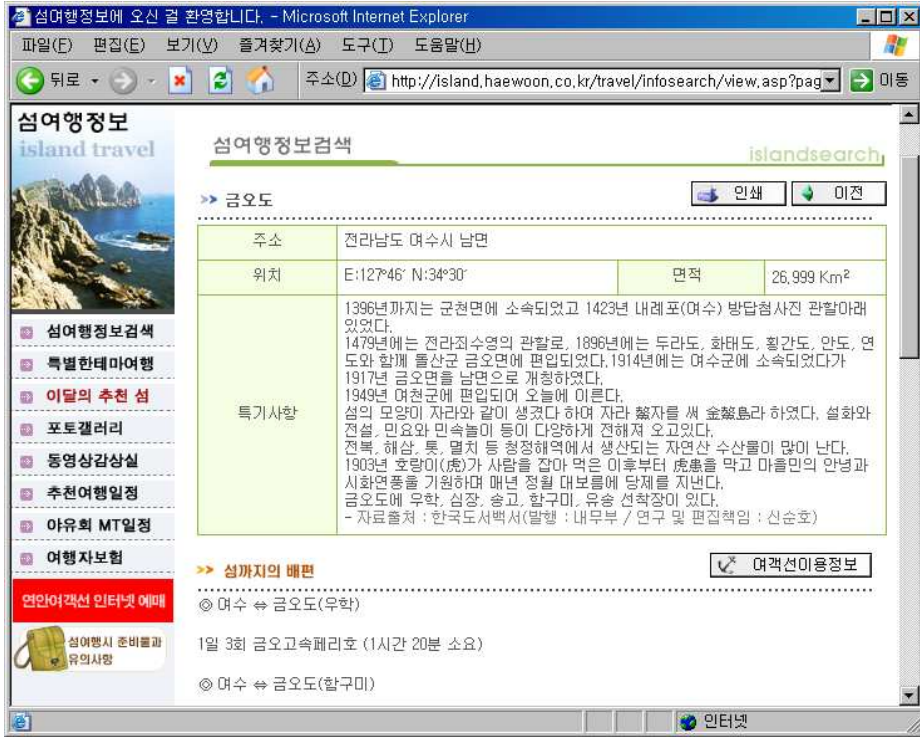 섬여행정보에 오신 걸 환영합니다. - Microsoft Internet Explorer
파일(F) 편집(E) 보기(V) 즐겨찾기(A) 도구(T) 도움말(H)
뒤로 주소(D) http://island.haewoon.co.kr/travel/infosearch/view.asp?pag 이동
섬여행정보
island travel
섬여행정보검색
특별한테마여행
이달의 추천 섬
포토갤러리
동영상감상실
추천여행일정
야유회 MT일정
여행자보험
연안여객선 인터넷 예매
섬여행시 준비물과
유의사항
섬여행정보검색
islandsearch
>> 금오도
인쇄 이전
주소 전라남도 여수시 남면
위치 E:127º46´ N:34º30´ 면적 26,999 Km²
특기사항
1396년까지는 군천면에 소속되었고 1423년 내례포(여수) 방답첨사진 관할아래
있었다.
1479년에는 전라죄수영의 관할로, 1896년에는 두라도, 화태도, 횡간도, 안도, 연
도와 함께 돌산군 금오면에 편입되었다.1914년에는 여수군에 소속되었다가
1917년 금오면을 남면으로 개칭하였다.
1949년 여천군에 편입되어 오늘에 이른다.
섬의 모양이 자라와 같이 생겼다 하여 자라 鰲자를 써 金鰲島라 하였다. 설화와
전설, 민요와 민속놀이 등이 다양하게 전해져 오고있다.
전복, 해삼, 톳, 멸치 등 청정해역에서 생산되는 자연산 수산물이 많이 난다.
1903년 호랑이(虎)가 사람을 잡아 먹은 이후부터 虎患을 막고 마을민의 안녕과
시화연풍을 기원하며 매년 정월 대보름에 당제를 지낸다.
금오도에 우학, 심장, 송고, 함구미, 유송 선착장이 있다.
- 자료출처 : 한국도서백서(발행 : 내무부 / 연구 및 편집책임 : 신순호)
>> 섬까지의 배편
여객선이용정보
◎ 여수 ⇔ 금오도(우학)
1일 3회 금오고속페리호 (1시간 20분 소요)
◎ 여수 ⇔ 금오도(함구미)
인터넷